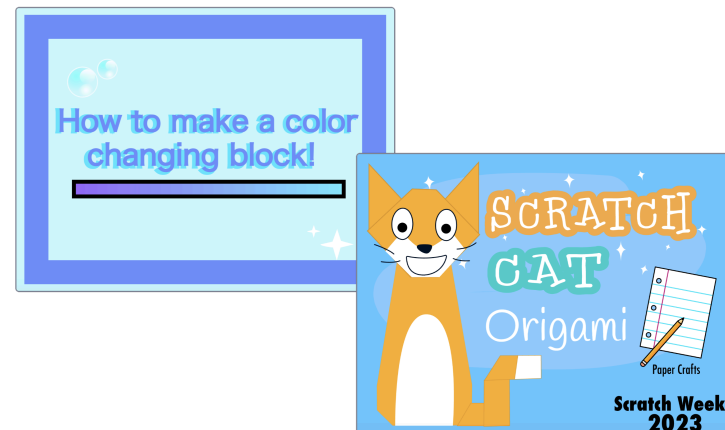 How to make a color
changing block!
SCRATCH
CAT
Origami
Paper Crafts
Scratch Week
2023